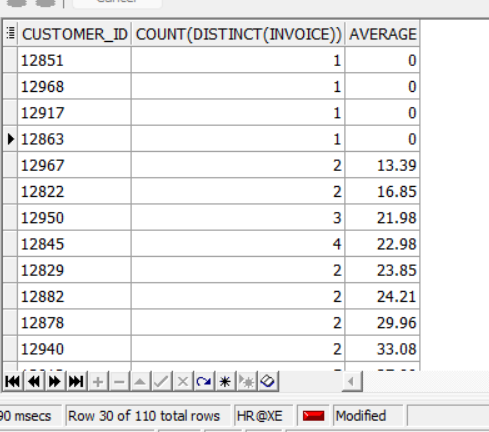 Cancel
CUSTOMER_ID COUNT(DISTINCT(INVOICE)) AVERAGE
12851 1 0
12968 1 0
12917 1 0
12863 1 0
12967 2 13.39
12822 2 16.85
12950 3 21.98
12845 4 22.98
12829 2 23.85
12882 2 24.21
12878 2 29.96
12940 2 33.08
90 msecs Row 30 of 110 total rows HR@XE Modified